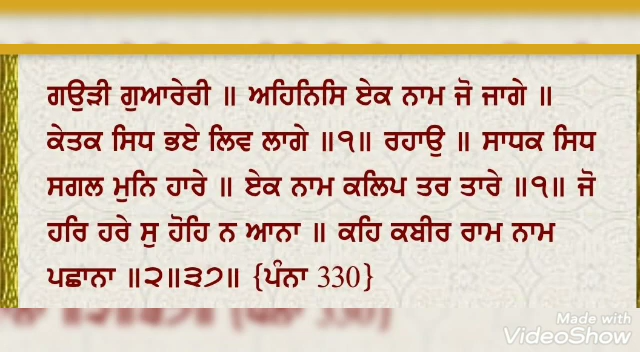 ਗਉੜੀ ਗੁਆਰੇਰੀ ॥ ਅਹਿਨਿਸਿ ਏਕ ਨਾਮ ਜੋ ਜਾਗੇ ॥
ਕੇਤਕ ਸਿਧ ਭਏ ਲਿਵ ਲਾਗੇ ॥੧॥ ਰਹਾਉ ॥ ਸਾਧਕ ਸਿਧ
ਸਗਲ ਮੁਨਿ ਹਾਰੇ ॥ ਏਕ ਨਾਮ ਕਲਿਪ ਤਰ ਤਾਰੇ ॥੧॥ ਜੋ
ਹਰਿ ਹਰੇ ਸੁ ਹੋਹਿ ਨ ਆਨਾ ॥ ਕਹਿ ਕਬੀਰ ਰਾਮ ਨਾਮ
ਪਛਾਨਾ ॥੨॥੩੭॥ {ਪੰਨਾ 330}
Made with
VideoShow